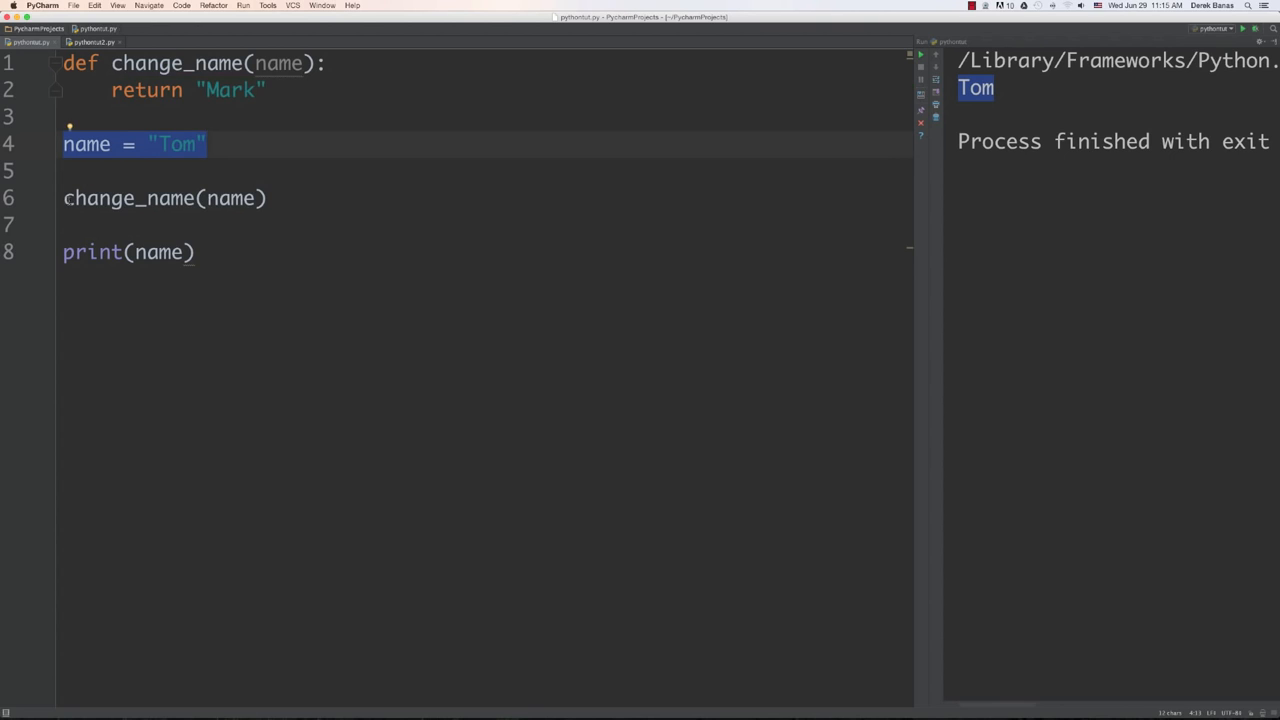 PyCharm File Edit View Navigate Code Refactor Run Tools VCS Window Help 10 Wed Jun 29 11:15 AM Derek Banas
pythontut.py - PycharmProjects - [~/PycharmProjects]
PycharmProjects pythontut.py pythontut
pythontut.py pythontut2.py Run pythontut
1 def change_name(name):
2 return "Mark"
3
4 name = "Tom"
5
6 change_name(name)
7
8 print(name)
/Library/Frameworks/Python.
Tom
Process finished with exit
12 chars 4:13 LF UTF-8